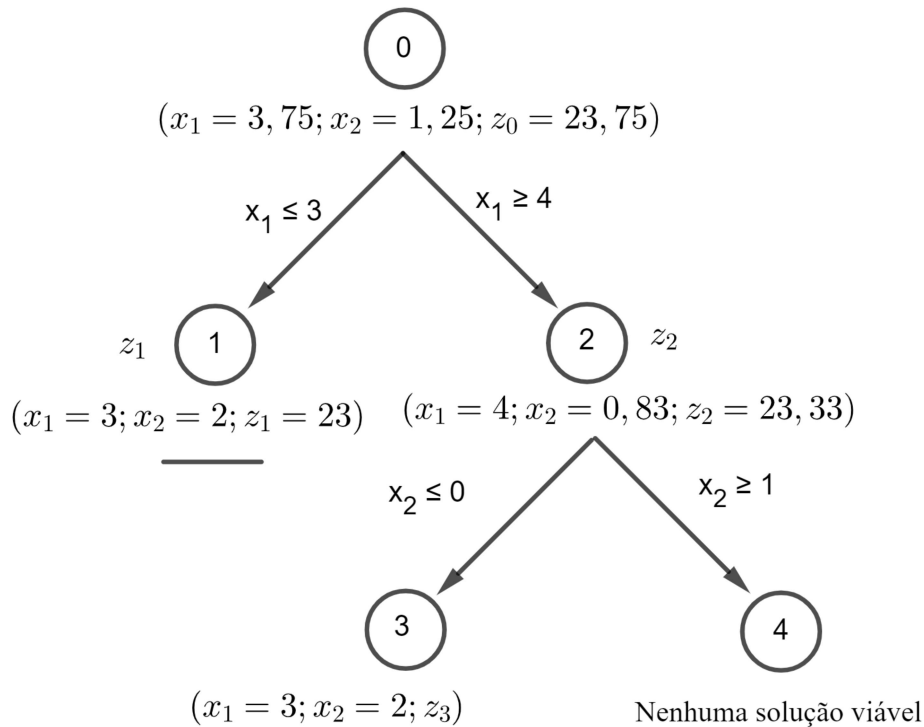 0
(x₁ = 3, 75; x₂ = 1, 25; z₀ = 23, 75)
x₁ ≤ 3
x₁ ≥ 4
z₁
1
2
z₂
(x₁ = 3; x₂ = 2; z₁ = 23)
(x₁ = 4; x₂ = 0, 83; z₂ = 23, 33)
x₂ ≤ 0
x₂ ≥ 1
3
4
(x₁ = 3; x₂ = 2; z₃)
Nenhuma solução viável